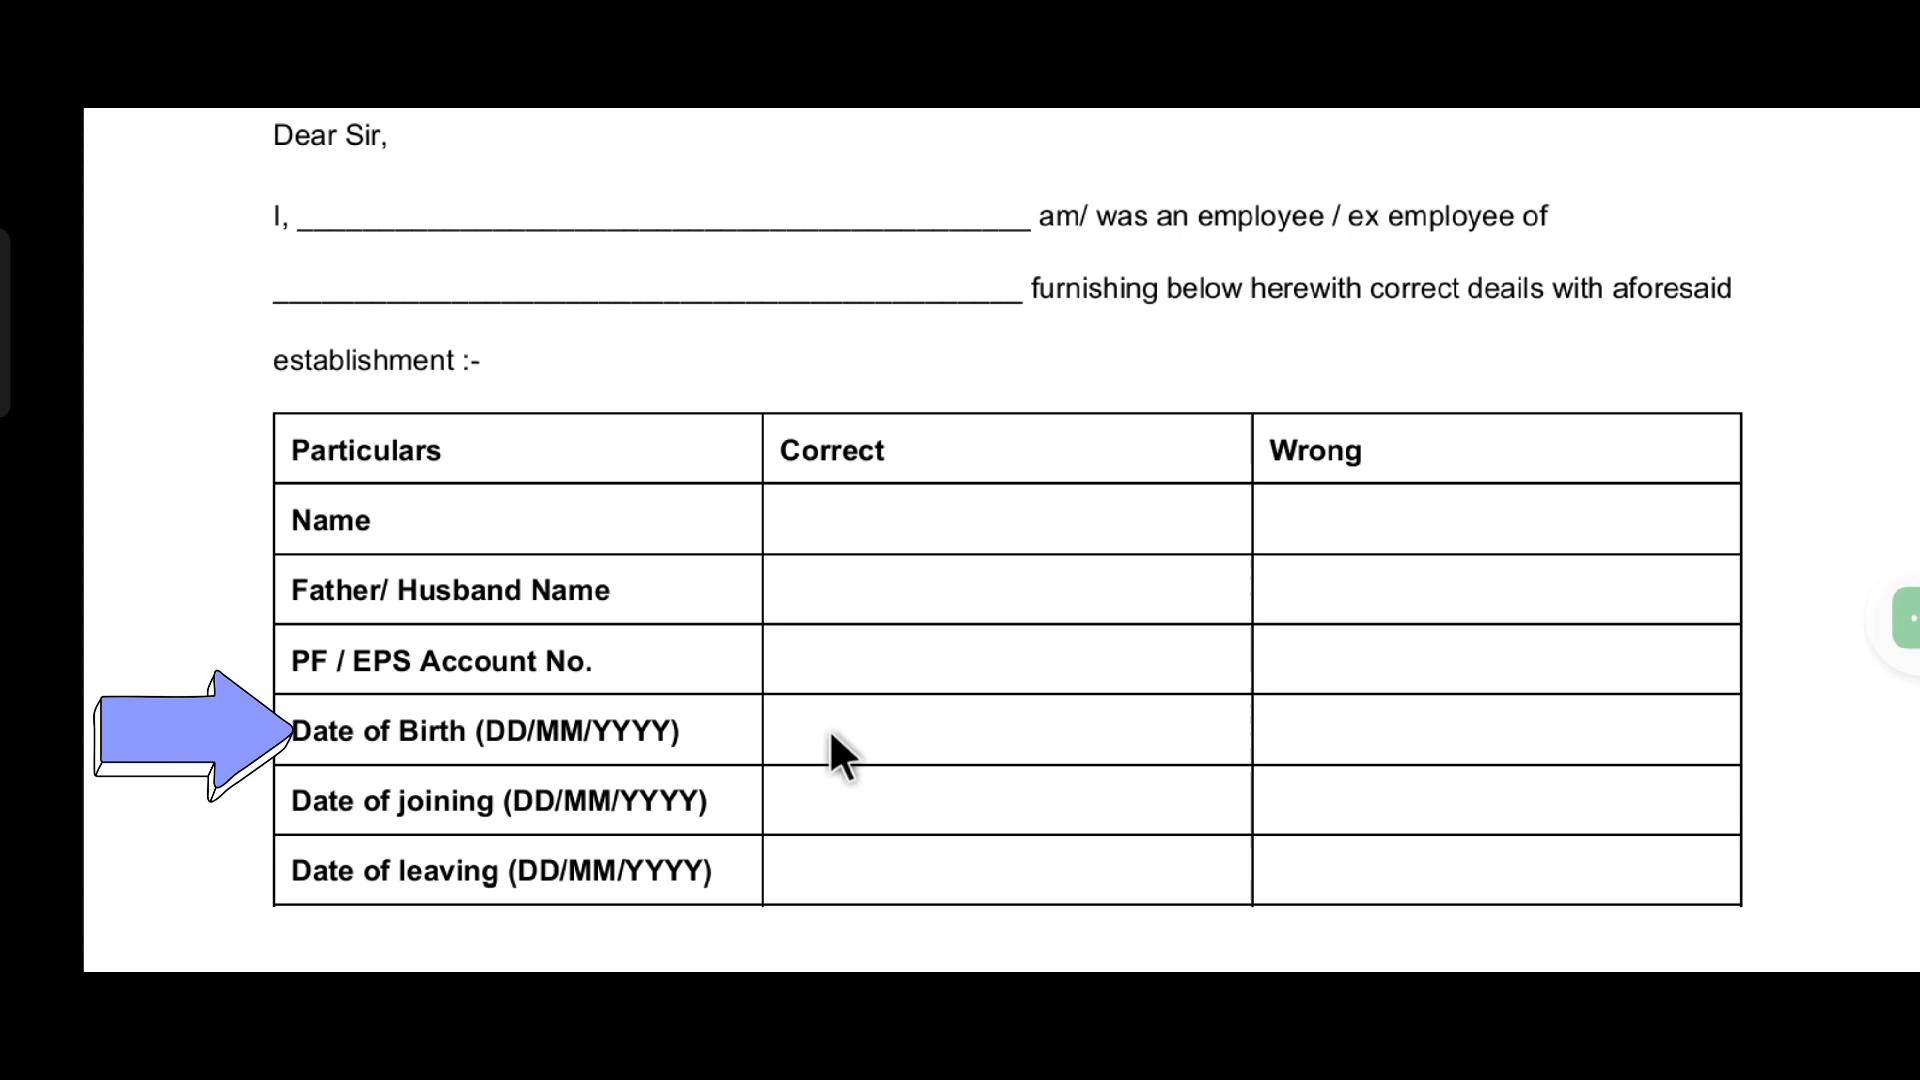 Dear Sir,
I, _____________________________________________ am/ was an employee / ex employee of
______________________________________________ furnishing below herewith correct deails with aforesaid
establishment :-
Particulars Correct Wrong
Name
Father/ Husband Name
PF / EPS Account No.
Date of Birth (DD/MM/YYYY)
Date of joining (DD/MM/YYYY)
Date of leaving (DD/MM/YYYY)